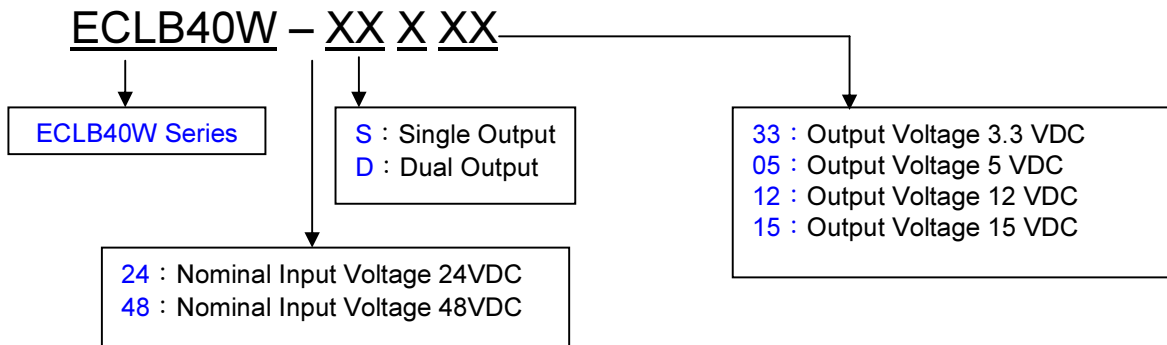 ECLB40W – XX X XX
ECLB40W Series
S：Single Output
D：Dual Output
33：Output Voltage 3.3 VDC
05：Output Voltage 5 VDC
12：Output Voltage 12 VDC
15：Output Voltage 15 VDC
24：Nominal Input Voltage 24VDC
48：Nominal Input Voltage 48VDC